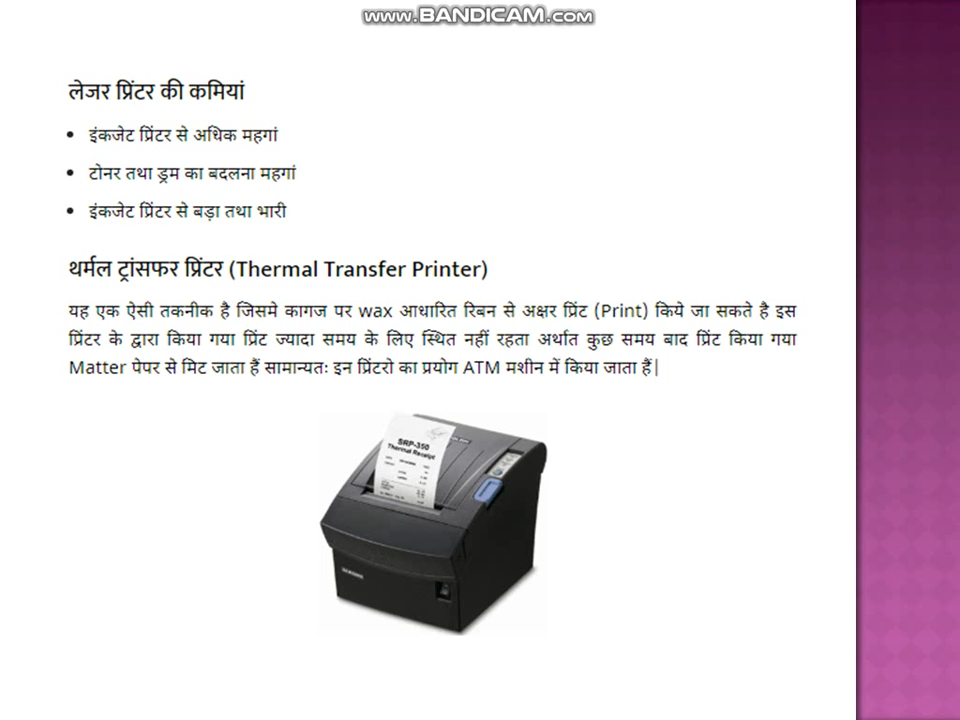 www.BANDICAM.com
लेजर प्रिंटर की कमियां
• इंकजेट प्रिंटर से अधिक महगां
• टोनर तथा ड्रम का बदलना महगां
• इंकजेट प्रिंटर से बड़ा तथा भारी
थर्मल ट्रांसफर प्रिंटर (Thermal Transfer Printer)
यह एक ऐसी तकनीक है जिसमे कागज पर wax आधारित रिबन से अक्षर प्रिंट (Print) किये जा सकते है इस
प्रिंटर के द्वारा किया गया प्रिंट ज्यादा समय के लिए स्थित नहीं रहता अर्थात कुछ समय बाद प्रिंट किया गया
Matter पेपर से मिट जाता हैं सामान्यतः इन प्रिंटरो का प्रयोग ATM मशीन में किया जाता हैं|
SRP-350
Thermal Receipt